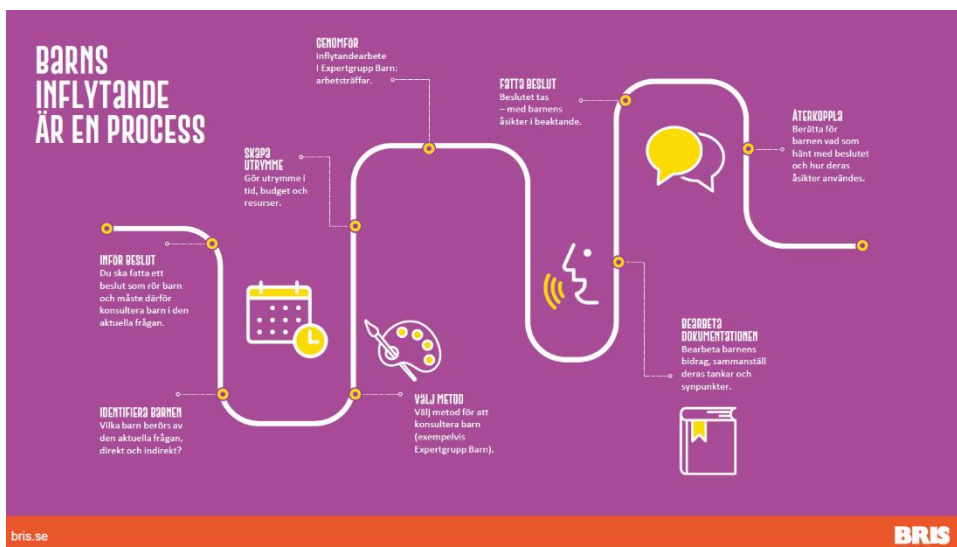 BARNS
INFLYTANDE
ÄR EN PROCESS
INFÖR BESLUT
Du ska fatta ett
beslut som rör barn
och måste därför
konsultera barn i den
aktuella frågan.
IDENTIFIERA BARNEN
Vilka barn berörs av
den aktuella frågan,
direkt och indirekt?
VÄLJ METOD
Välj metod för att
konsultera barn
(exempelvis
Expertgrupp Barn).
SKAPA
UTRYMME
Gör utrymme i
tid, budget och
resurser.
GENOMFÖR
inflytandearbete
I Expertgrupp Barn:
arbetsträffar.
BEARBETA
DOKUMENTATIONEN
Bearbeta barnens
bidrag, sammanställ
deras tankar och
synpunkter.
FATTA BESLUT
Beslutet tas
– med barnens
åsikter i beaktande.
ÅTERKOPPLA
Berätta för
barnen vad som
hänt med beslutet
och hur deras
åsikter användes.
bris.se
BRIS